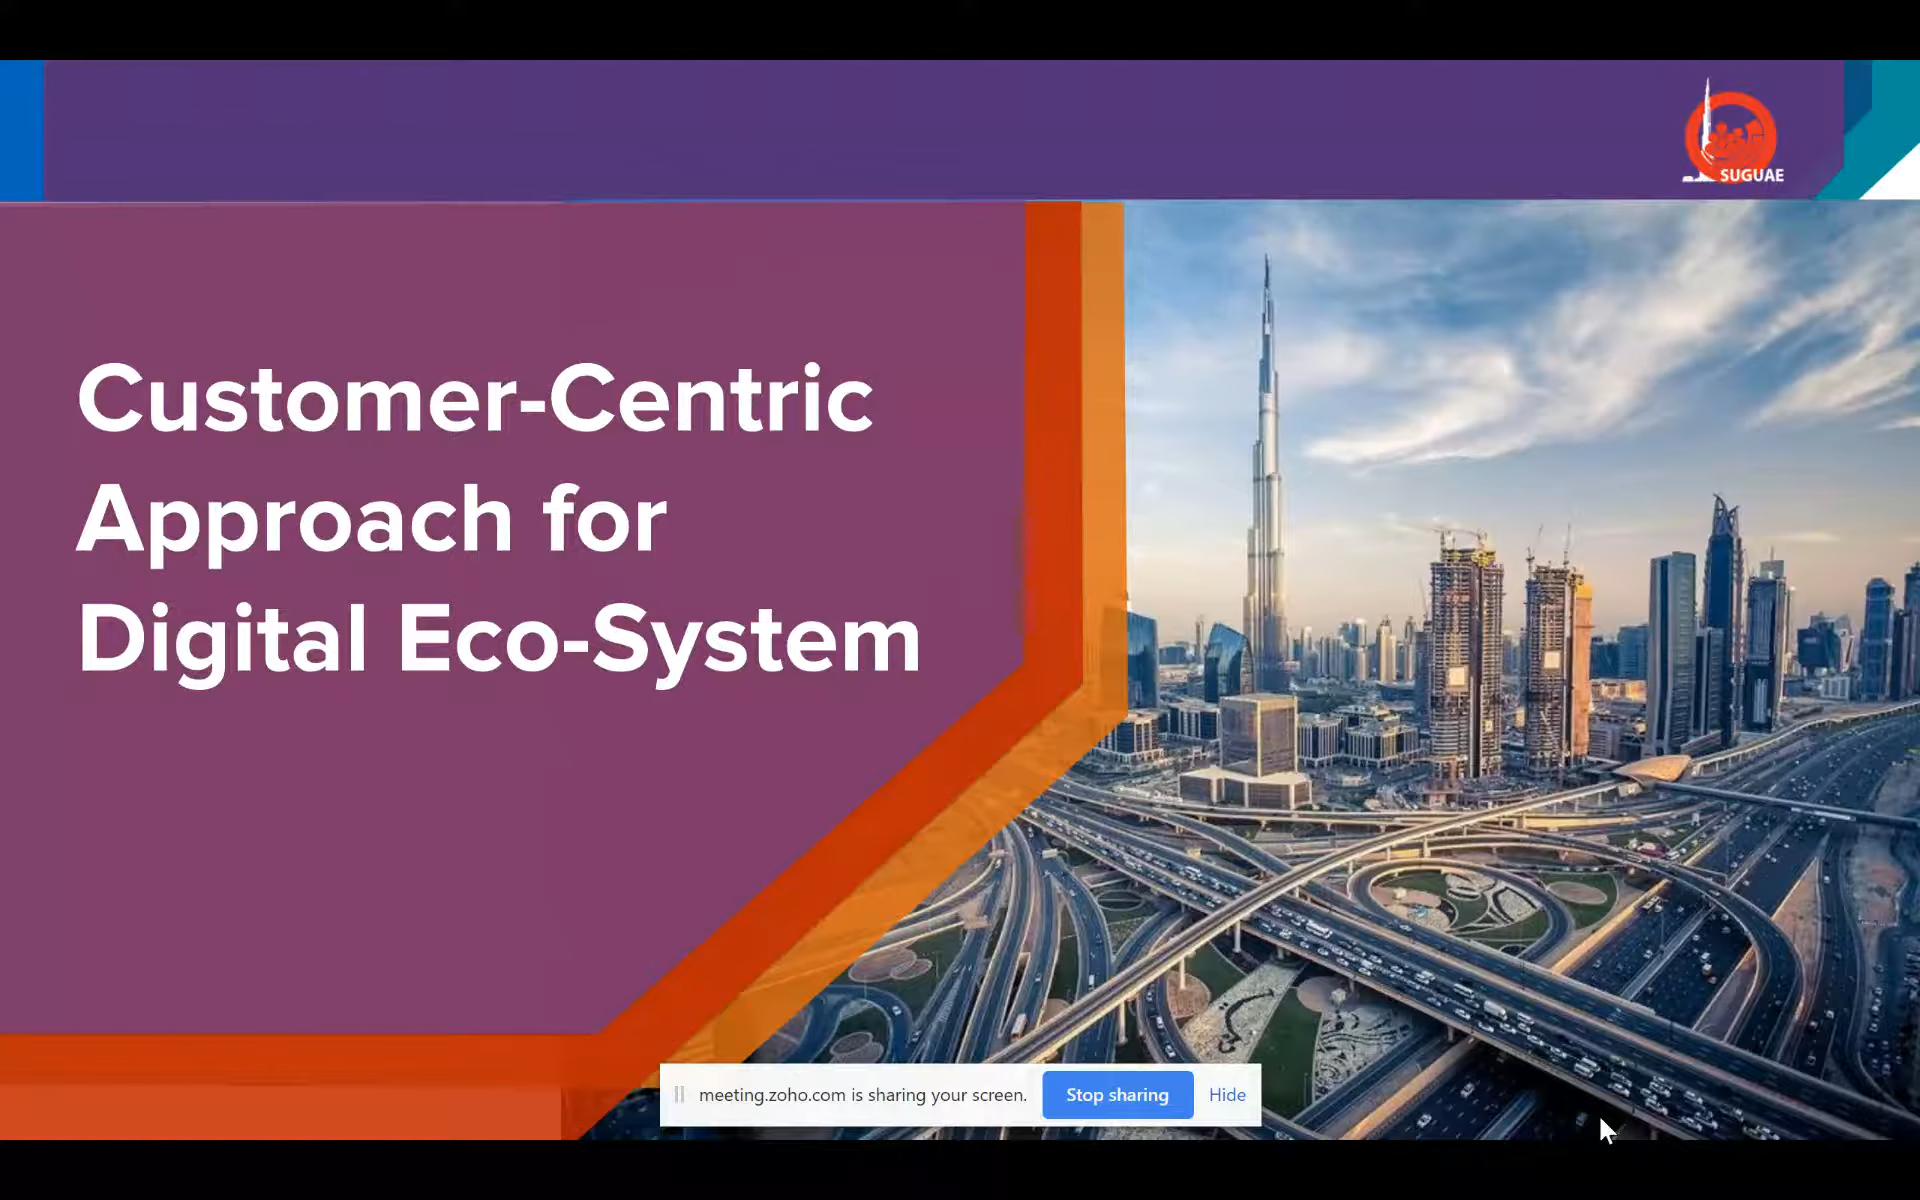 SUGUAE
Customer-Centric
Approach for
Digital Eco-System
meeting.zoho.com is sharing your screen.
Stop sharing
Hide